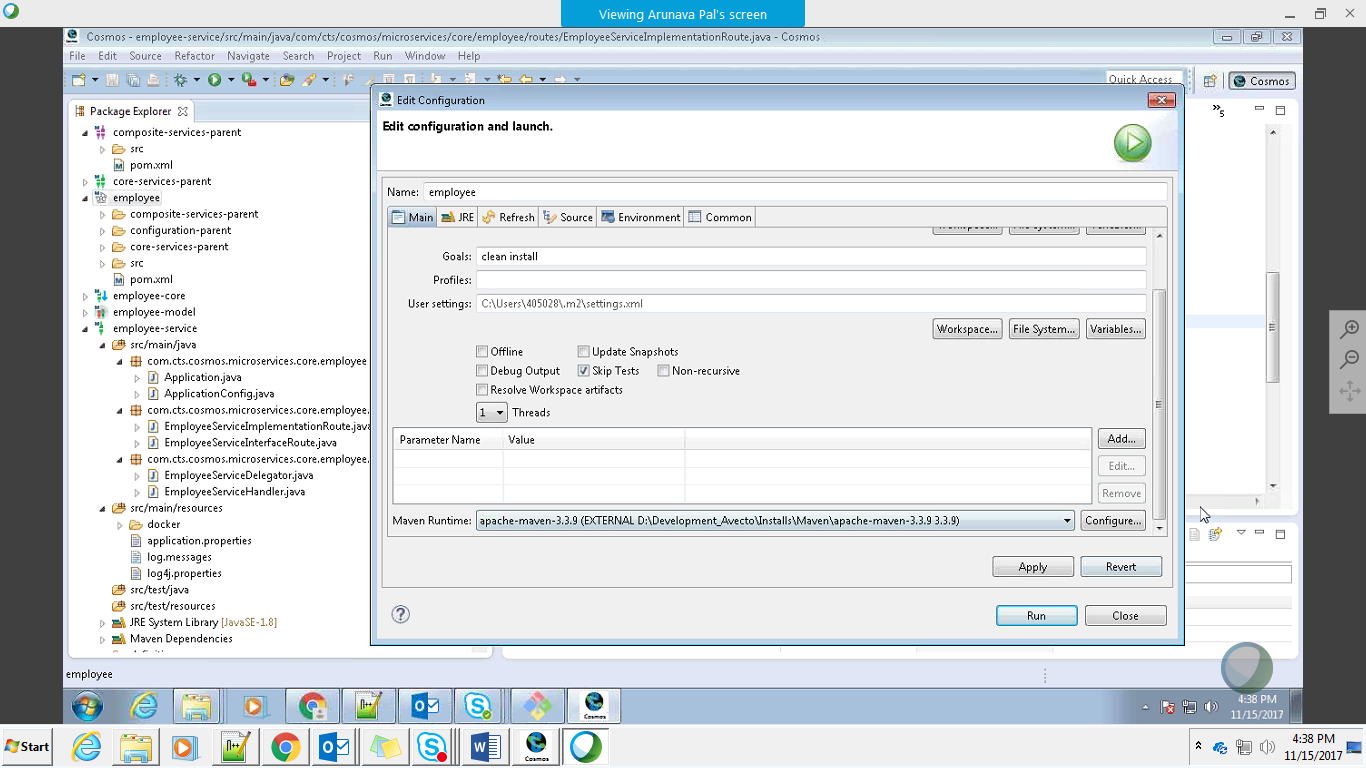 Viewing Arunava Pal's screen
Cosmos - employee-service/src/main/java/com/cts/cosmos/microservices/core/employee/routes/EmployeeServiceImplementationRoute.java - Cosmos
File Edit Source Refactor Navigate Search Project Run Window Help
Quick Access
Cosmos
Package Explorer
composite-services-parent
src
pom.xml
core-services-parent
employee
composite-services-parent
configuration-parent
core-services-parent
src
pom.xml
employee-core
employee-model
employee-service
src/main/java
com.cts.cosmos.microservices.core.employee
Application.java
ApplicationConfig.java
com.cts.cosmos.microservices.core.employee.
EmployeeServiceImplementationRoute.java
EmployeeServiceInterfaceRoute.java
com.cts.cosmos.microservices.core.employee.
EmployeeServiceDelegator.java
EmployeeServiceHandler.java
src/main/resources
docker
application.properties
log.messages
log4j.properties
src/test/java
src/test/resources
JRE System Library [JavaSE-1.8]
Maven Dependencies
employee
Edit Configuration
Edit configuration and launch.
Name: employee
Main JRE Refresh Source Environment Common
Goals: clean install
Profiles:
User settings: C:\Users\405028\.m2\settings.xml
Workspace... File System... Variables...
Offline Update Snapshots
Debug Output Skip Tests Non-recursive
Resolve Workspace artifacts
1 Threads
Parameter Name Value
Add...
Edit...
Remove
Maven Runtime: apache-maven-3.3.9 (EXTERNAL D:\Development_Avecto\Installs\Maven\apache-maven-3.3.9 3.3.9) Configure...
Apply Revert
Run Close
5
Cosmos
4:38 PM
11/15/2017
Start
Cosmos
4:38 PM
11/15/2017